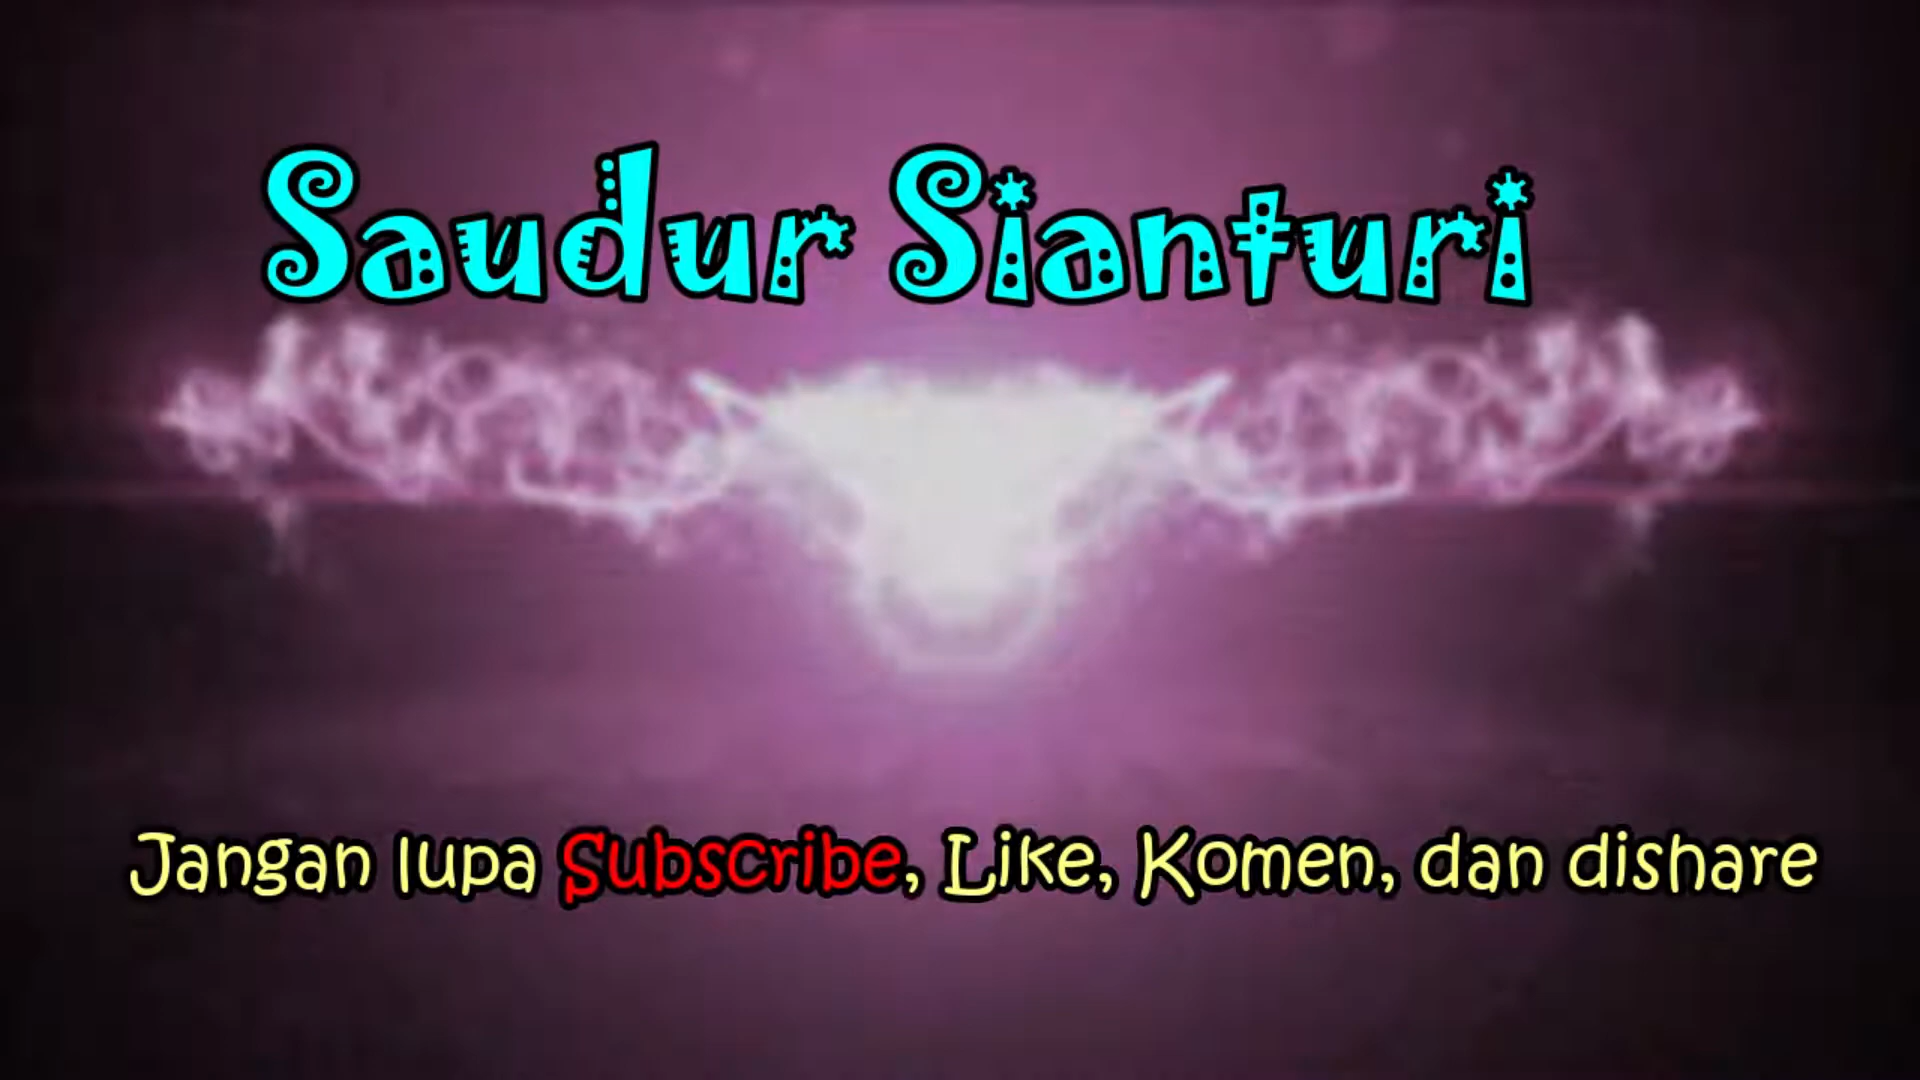 Saudur Sianturi
Jangan lupa Subscribe, Like, Komen, dan dishare